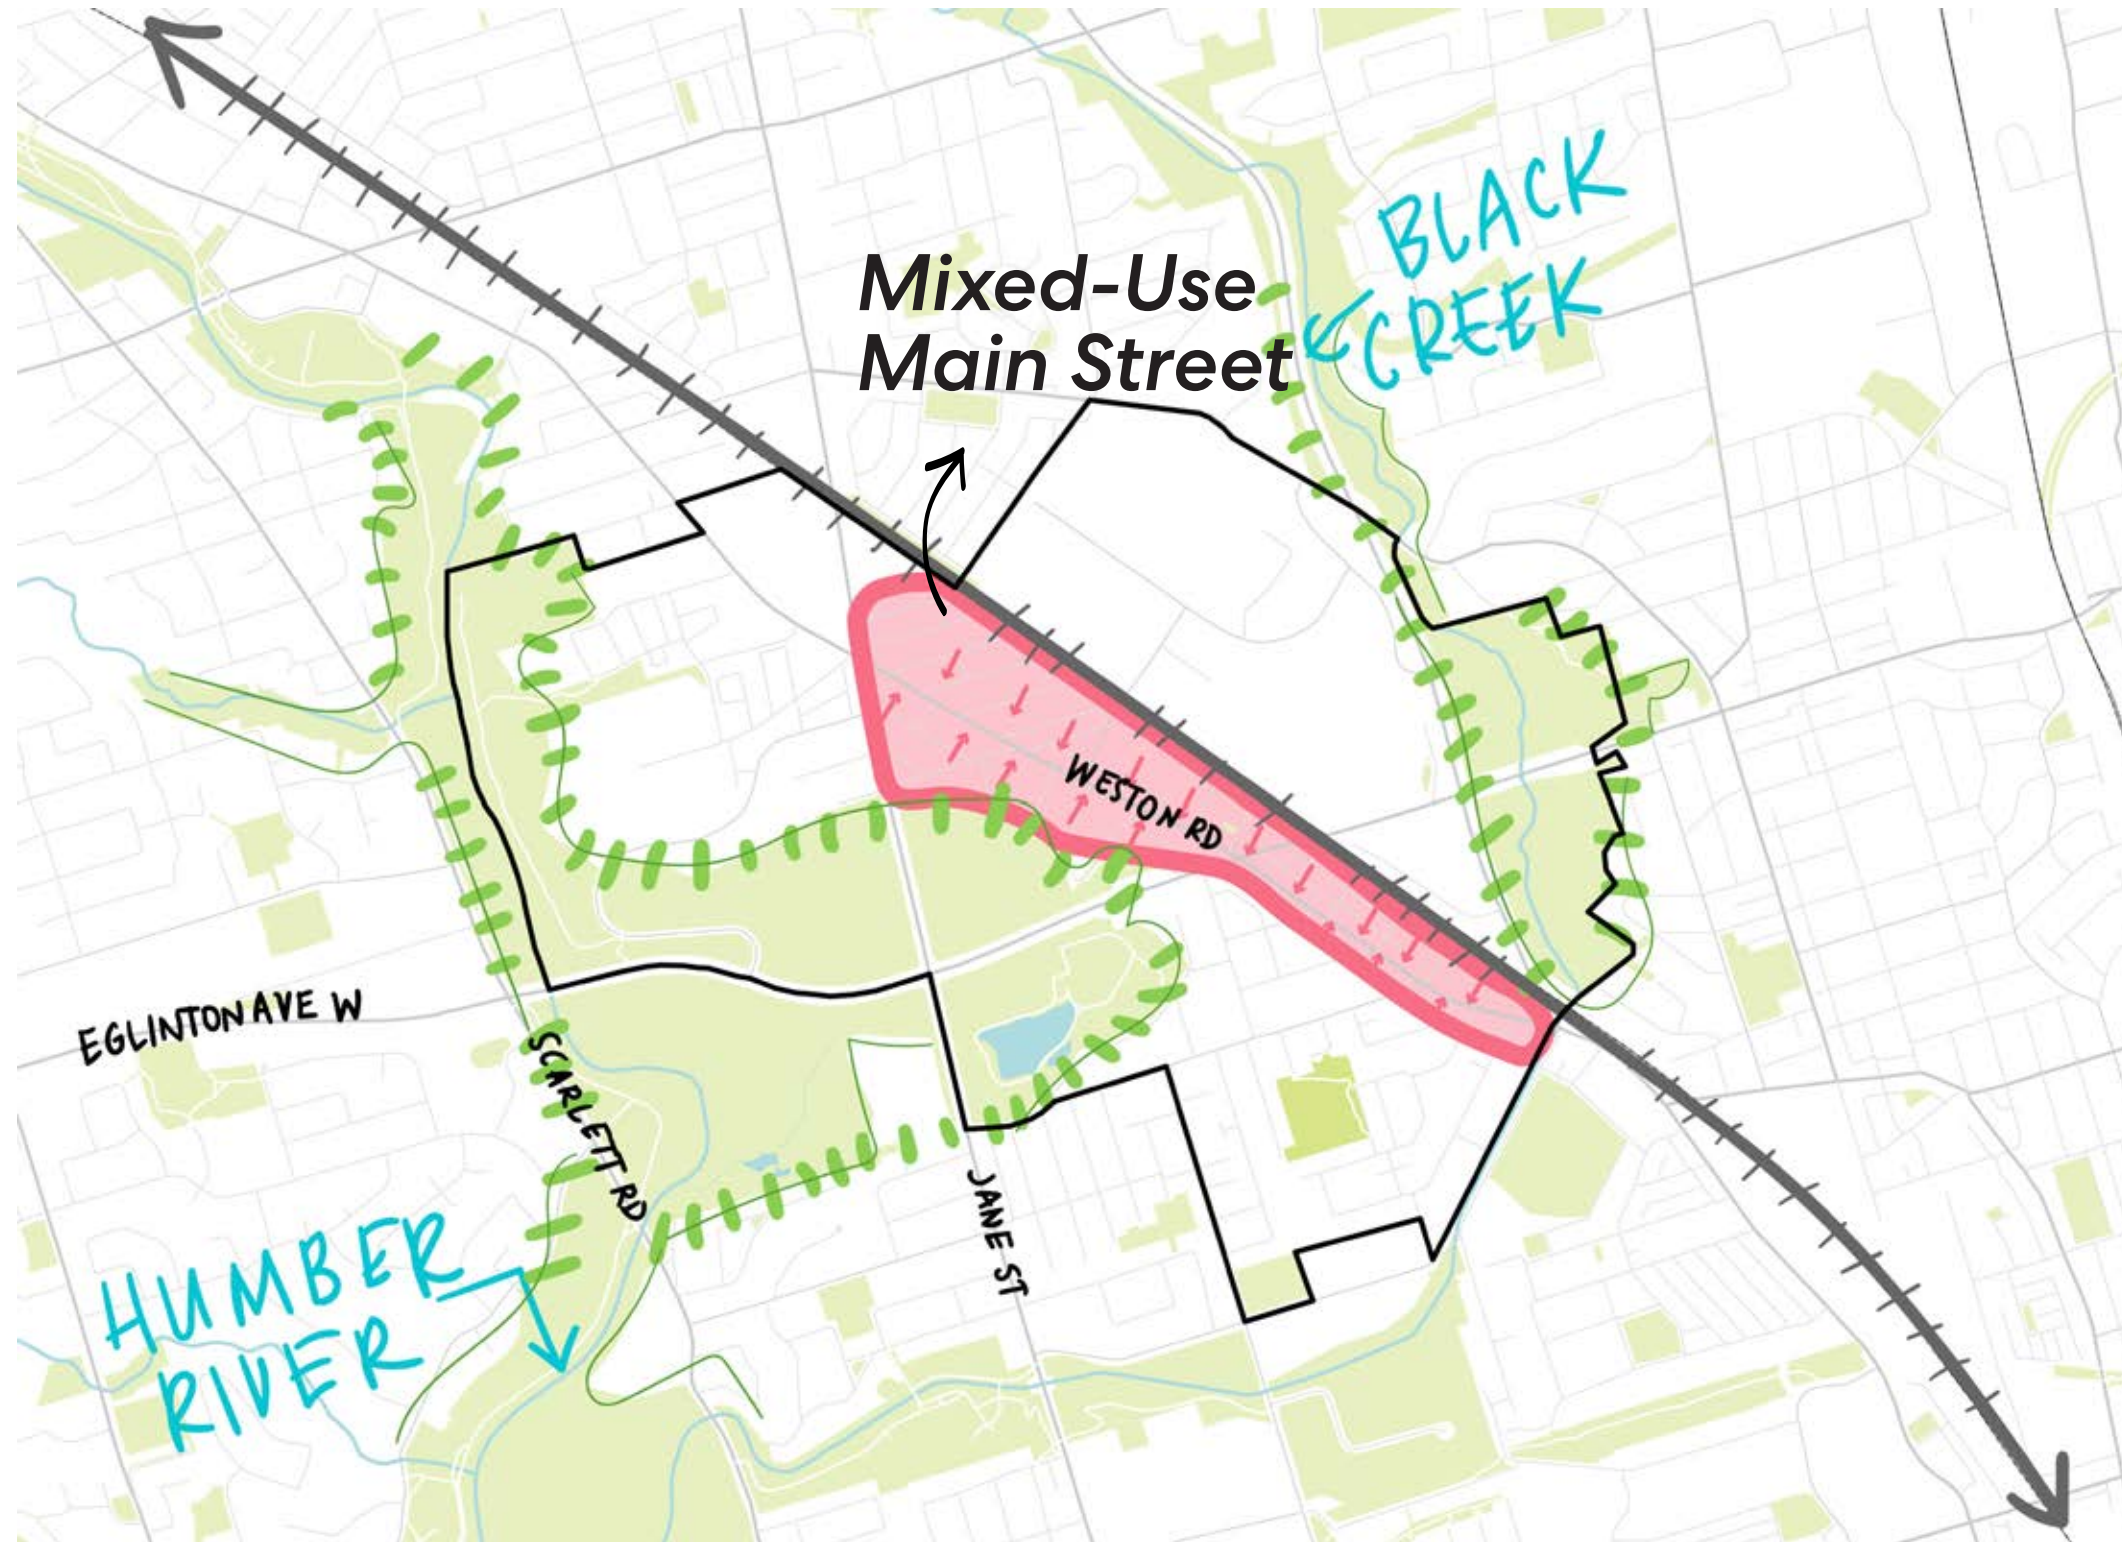 BLACK
CREEK
Mixed-Use
Main Street
WESTON RD
EGLINTON AVE W
SCARLETT RD
JANE ST
HUMBER
RIVER